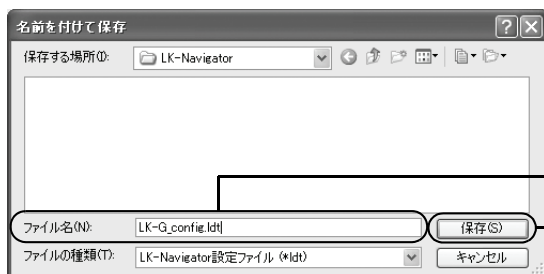 名前を付けて保存
保存する場所(I): LK-Navigator
ファイル名(N): LK-G_config.ldt 保存(S)
ファイルの種類(T): LK-Navigator設定ファイル (*ldt) キャンセル